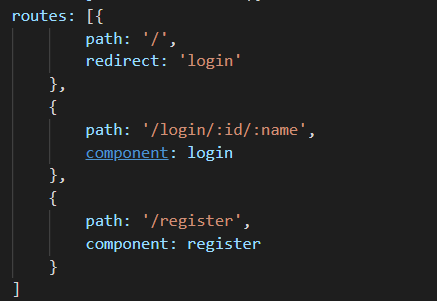 routes: [{
path: '/',
redirect: 'login'
},
{
path: '/login/:id/:name',
component: login
},
{
path: '/register',
component: register
}
]